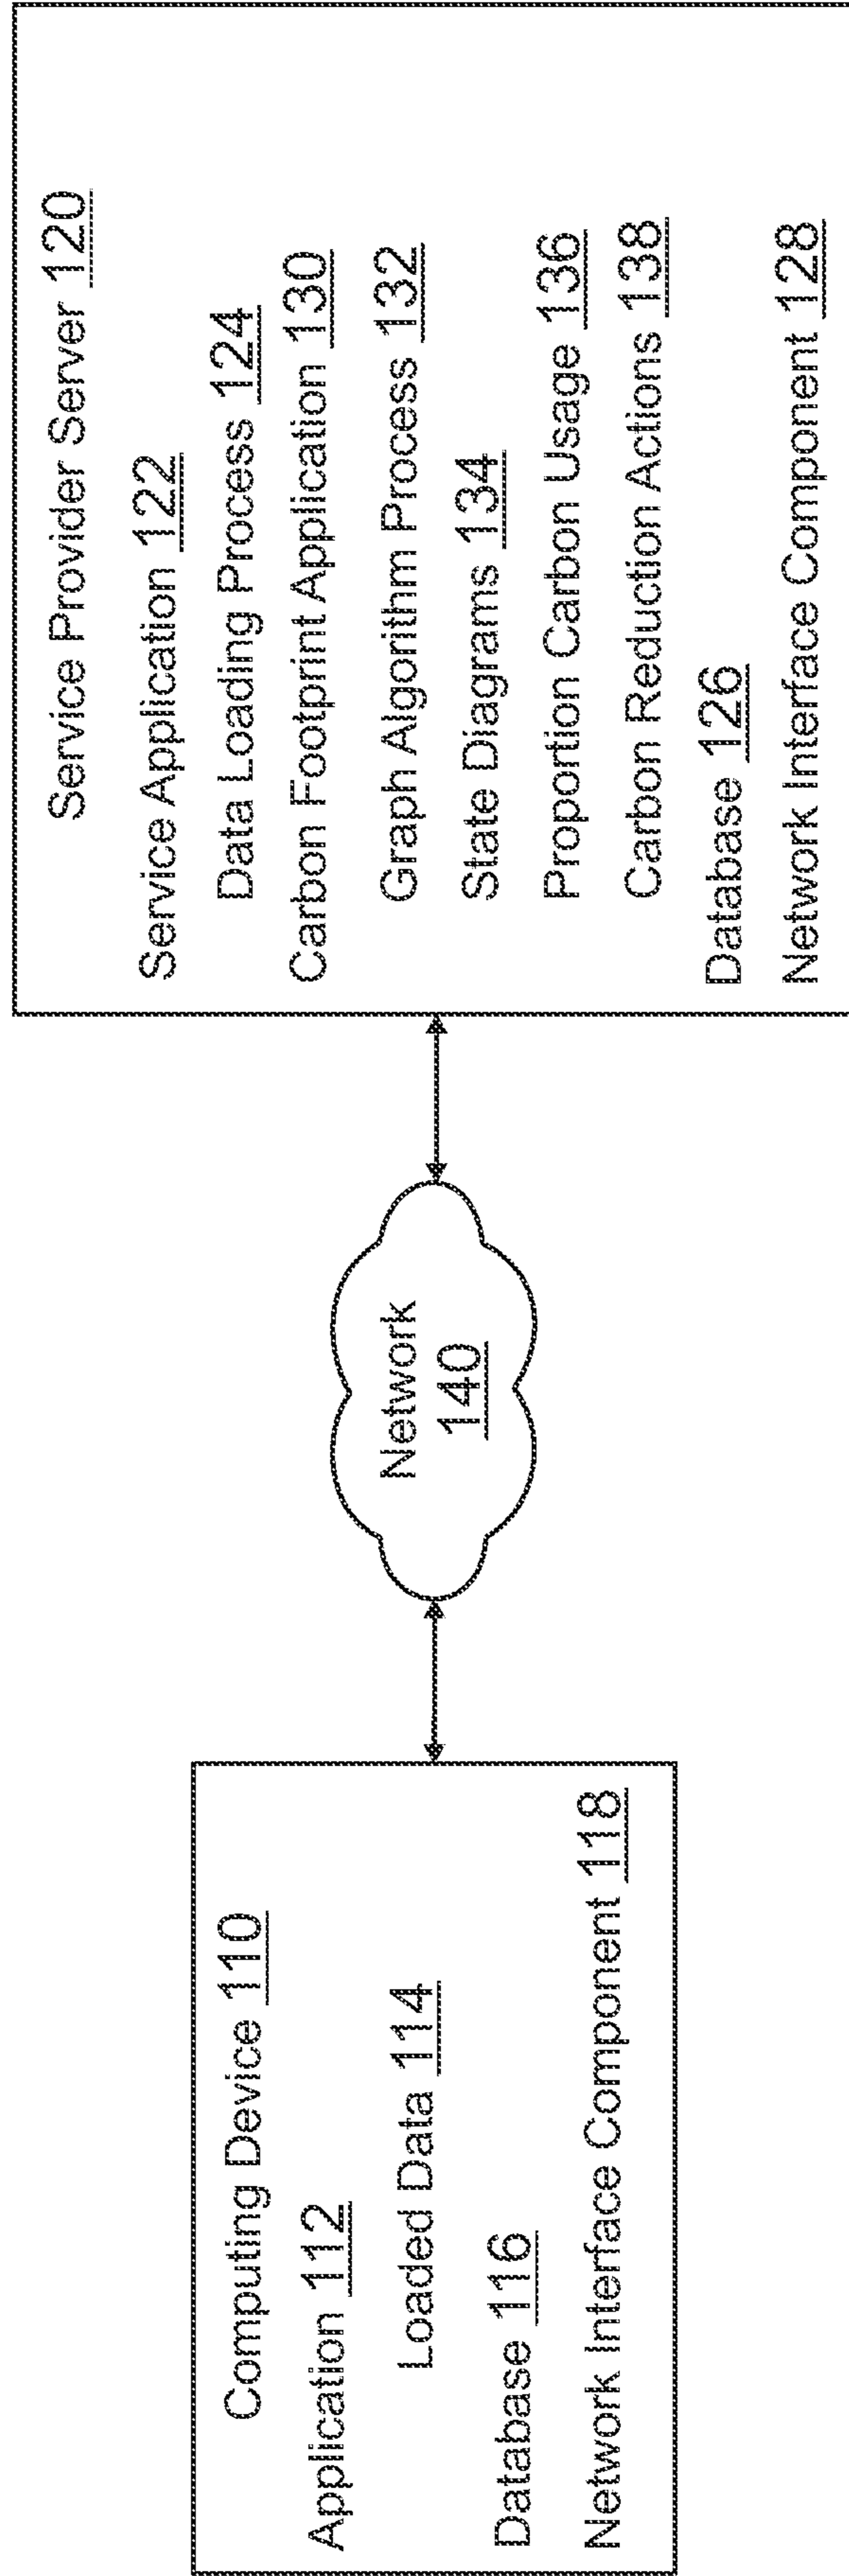 Computing Device 110
Application 112
Loaded Data 114
Database 116
Network Interface Component 118
Network
140
Service Provider Server 120
Service Application 122
Data Loading Process 124
Carbon Footprint Application 130
Graph Algorithm Process 132
State Diagrams 134
Proportion Carbon Usage 136
Carbon Reduction Actions 138
Database 126
Network Interface Component 128